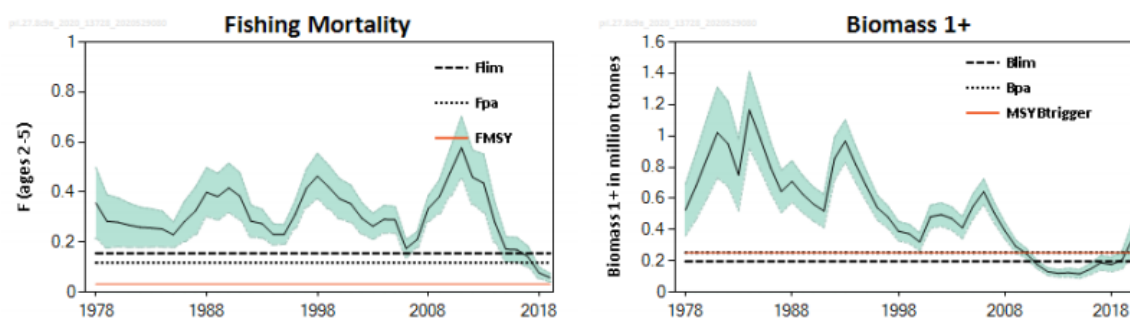 Fishing Mortality
1
0.8
0.6
0.4
0.2
0
F (ages 2-5)
Flim
Fpa
FMSY
1978
1988
1998
2008
2018
Biomass 1+
1.6
1.4
1.2
1
0.8
0.6
0.4
0.2
0
Biomass 1+ in million tonnes
Blim
Bpa
MSYBtrigger
1978
1988
1998
2008
2018